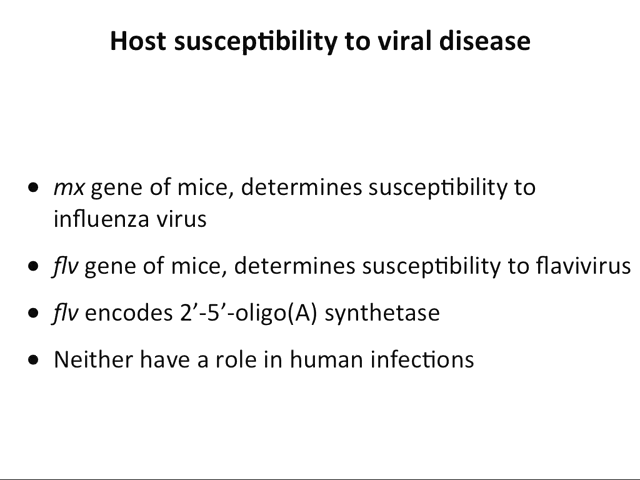 Host susceptibility to viral disease
• mx gene of mice, determines susceptibility to
influenza virus
• flv gene of mice, determines susceptibility to flavivirus
• flv encodes 2’-5’-oligo(A) synthetase
• Neither have a role in human infections